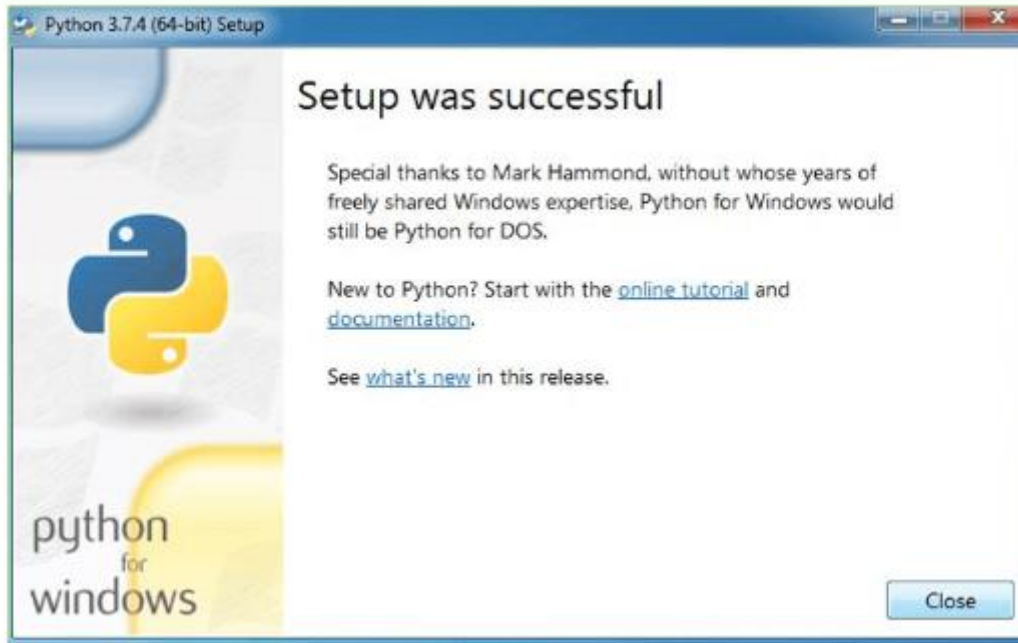 Python 3.7.4 (64-bit) Setup
Setup was successful
Special thanks to Mark Hammond, without whose years of
freely shared Windows expertise, Python for Windows would
still be Python for DOS.
New to Python? Start with the online tutorial and
documentation.
See what's new in this release.
python
for
windows
Close